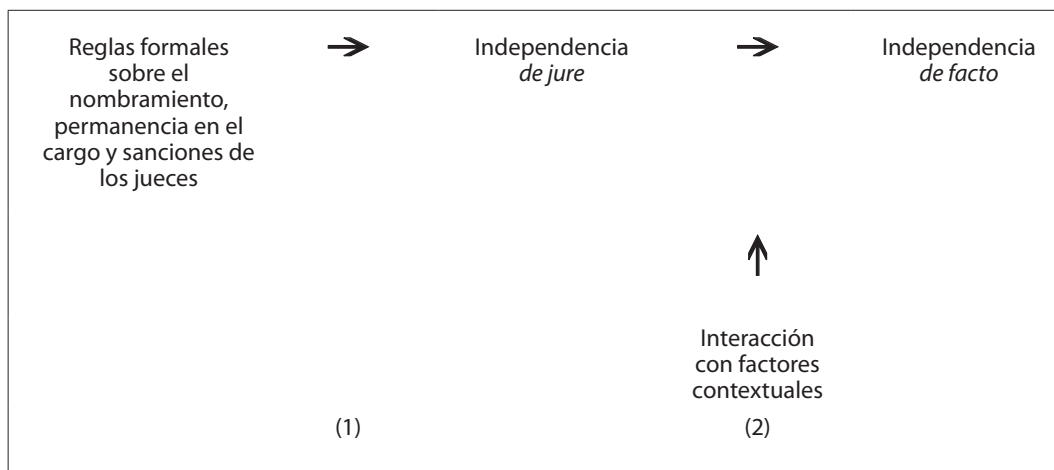 Reglas formales
sobre el
nombramiento,
permanencia en el
cargo y sanciones de
los jueces
Independencia
de jure
Independencia
de facto
Interacción
con factores
contextuales
(1)
(2)